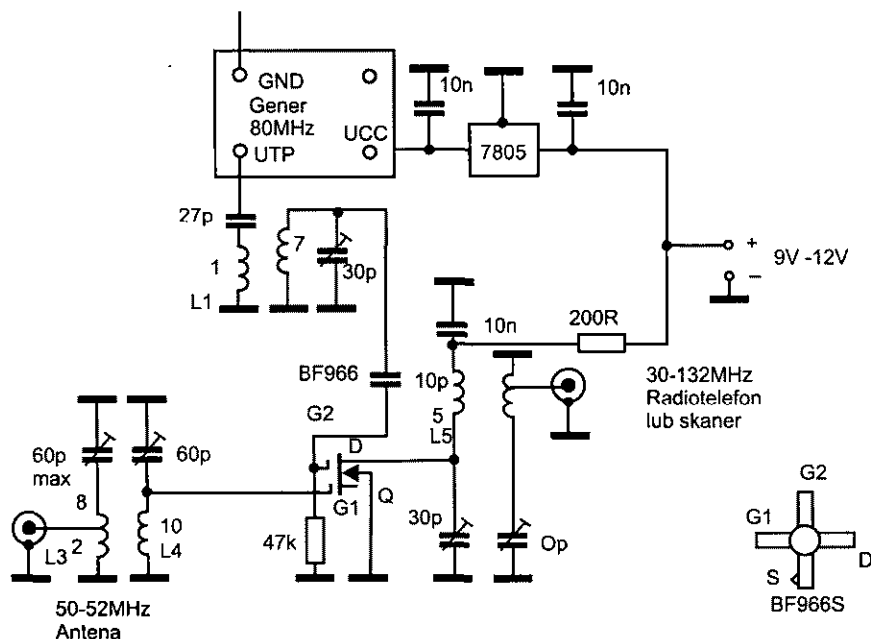 GND
Gener
80MHz
UCC
UTP
10n
7805
10n
27p
1
L1
7
30p
+
−
9V -12V
10n
200R
BF966
10p
5
L5
30-132MHz
Radiotelefon
lub skaner
G2
D
G1
Q
60p
max
60p
8
2
L3
10
L4
47k
30p
Op
50-52MHz
Antena
G2
G1
D
S
BF966S